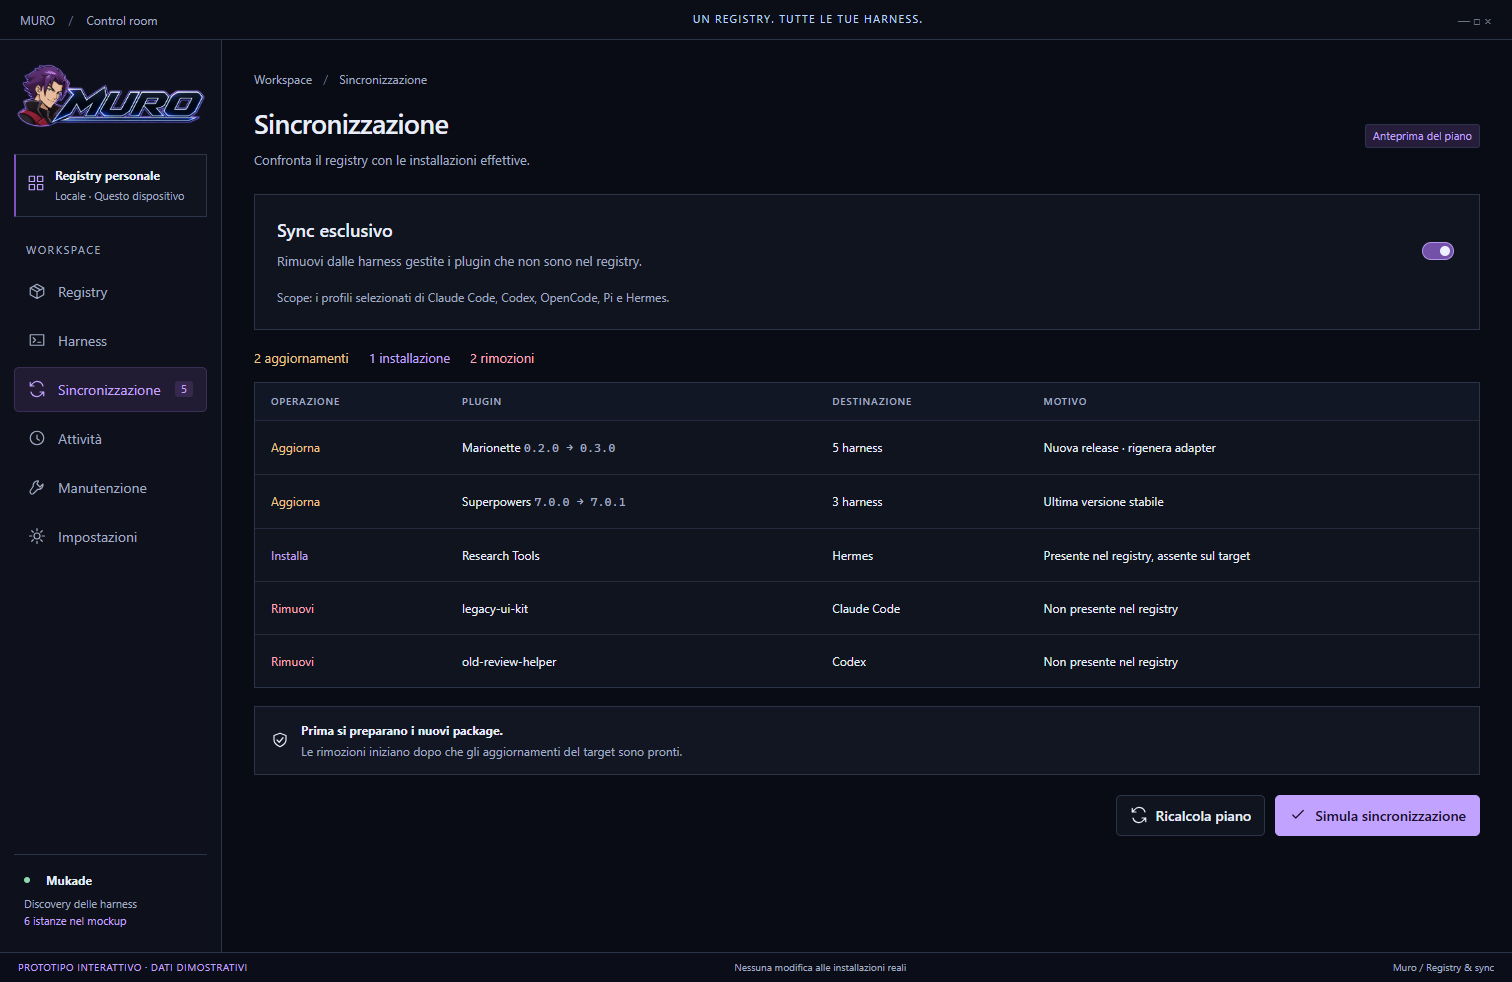 MURO / Control room
UN REGISTRY. TUTTE LE TUE HARNESS.
MURO
Registry personale
Locale · Questo dispositivo
WORKSPACE
Registry
Harness
Sincronizzazione 5
Attività
Manutenzione
Impostazioni
Mukade
Discovery delle harness
6 istanze nel mockup
Workspace / Sincronizzazione
Sincronizzazione
Confronta il registry con le installazioni effettive.
Anteprima del piano
Sync esclusivo
Rimuovi dalle harness gestite i plugin che non sono nel registry.
Scope: i profili selezionati di Claude Code, Codex, OpenCode, Pi e Hermes.
2 aggiornamenti 1 installazione 2 rimozioni
OPERAZIONE PLUGIN DESTINAZIONE MOTIVO
Aggiorna Marionette 0.2.0 → 0.3.0 5 harness Nuova release · rigenera adapter
Aggiorna Superpowers 7.0.0 → 7.0.1 3 harness Ultima versione stabile
Installa Research Tools Hermes Presente nel registry, assente sul target
Rimuovi legacy-ui-kit Claude Code Non presente nel registry
Rimuovi old-review-helper Codex Non presente nel registry
Prima si preparano i nuovi package.
Le rimozioni iniziano dopo che gli aggiornamenti del target sono pronti.
Ricalcola piano
Simula sincronizzazione
PROTOTIPO INTERATTIVO · DATI DIMOSTRATIVI
Nessuna modifica alle installazioni reali
Muro / Registry & sync